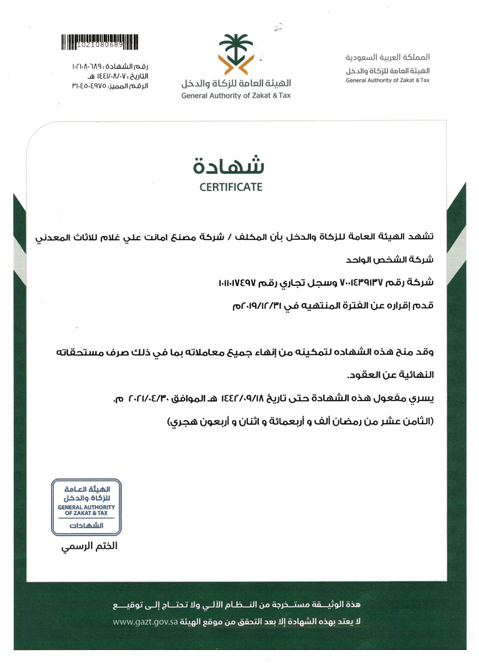 1021080689
رقم الشهادة : ١٠٢١٠٨٠٦٨٩
التاريخ : ١٤٤١/٠٨/٠٧ هـ
الرقم المميز: ٣١٠٤٥٠٤٩٧٥
الهيئة العامة للزكاة والدخل
General Authority of Zakat & Tax
المملكة العربية السعودية
الهيئة العامة للزكاة والدخل
General Authority of Zakat & Tax
شهادة
CERTIFICATE
تشهد الهيئة العامة للزكاة والدخل بأن المكلف / شركة مصنع امانت علي غلام للاثاث المعدني
شركة الشخص الواحد
شركة رقم ٧٠٠١٤٣٩١٣٧ وسجل تجاري رقم ١٠١١٠١٧٤٩٧
قدم إقراره عن الفترة المنتهيه في ٢٠١٩/١٢/٣١م
وقد منح هذه الشهاده لتمكينه من إنهاء جميع معاملاته بما في ذلك صرف مستحقاته
النهائية عن العقود.
يسري مفعول هذه الشهادة حتى تاريخ ١٤٤٢/٠٩/١٨ هـ الموافق ٢٠٢١/٠٤/٣٠ م.
(الثامن عشر من رمضان ألف و أربعمائة و اثنان و أربعون هجري)
الهيئة العامة
للزكاة والدخل
GENERAL AUTHORITY
OF ZAKAT & TAX
الشهادات
الختم الرسمي
هذة الوثيقة مستخرجة من النظام الآلي ولا تحتاج إلى توقيع
لا يعتد بهذه الشهادة إلا بعد التحقق من موقع الهيئة www.gazt.gov.sa